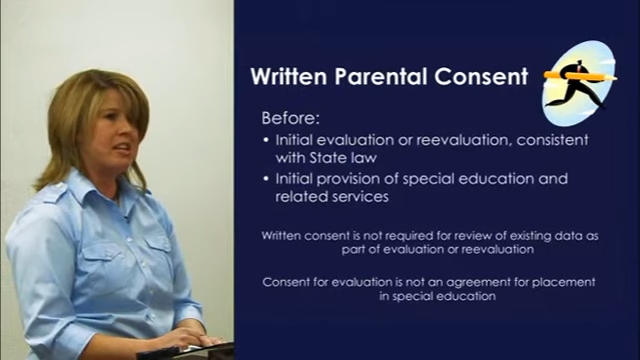 Written Parental Consent
Before:
• Initial evaluation or reevaluation, consistent
with State law
• Initial provision of special education and
related services
Written consent is not required for review of existing data as
part of evaluation or reevaluation
Consent for evaluation is not an agreement for placement
in special education